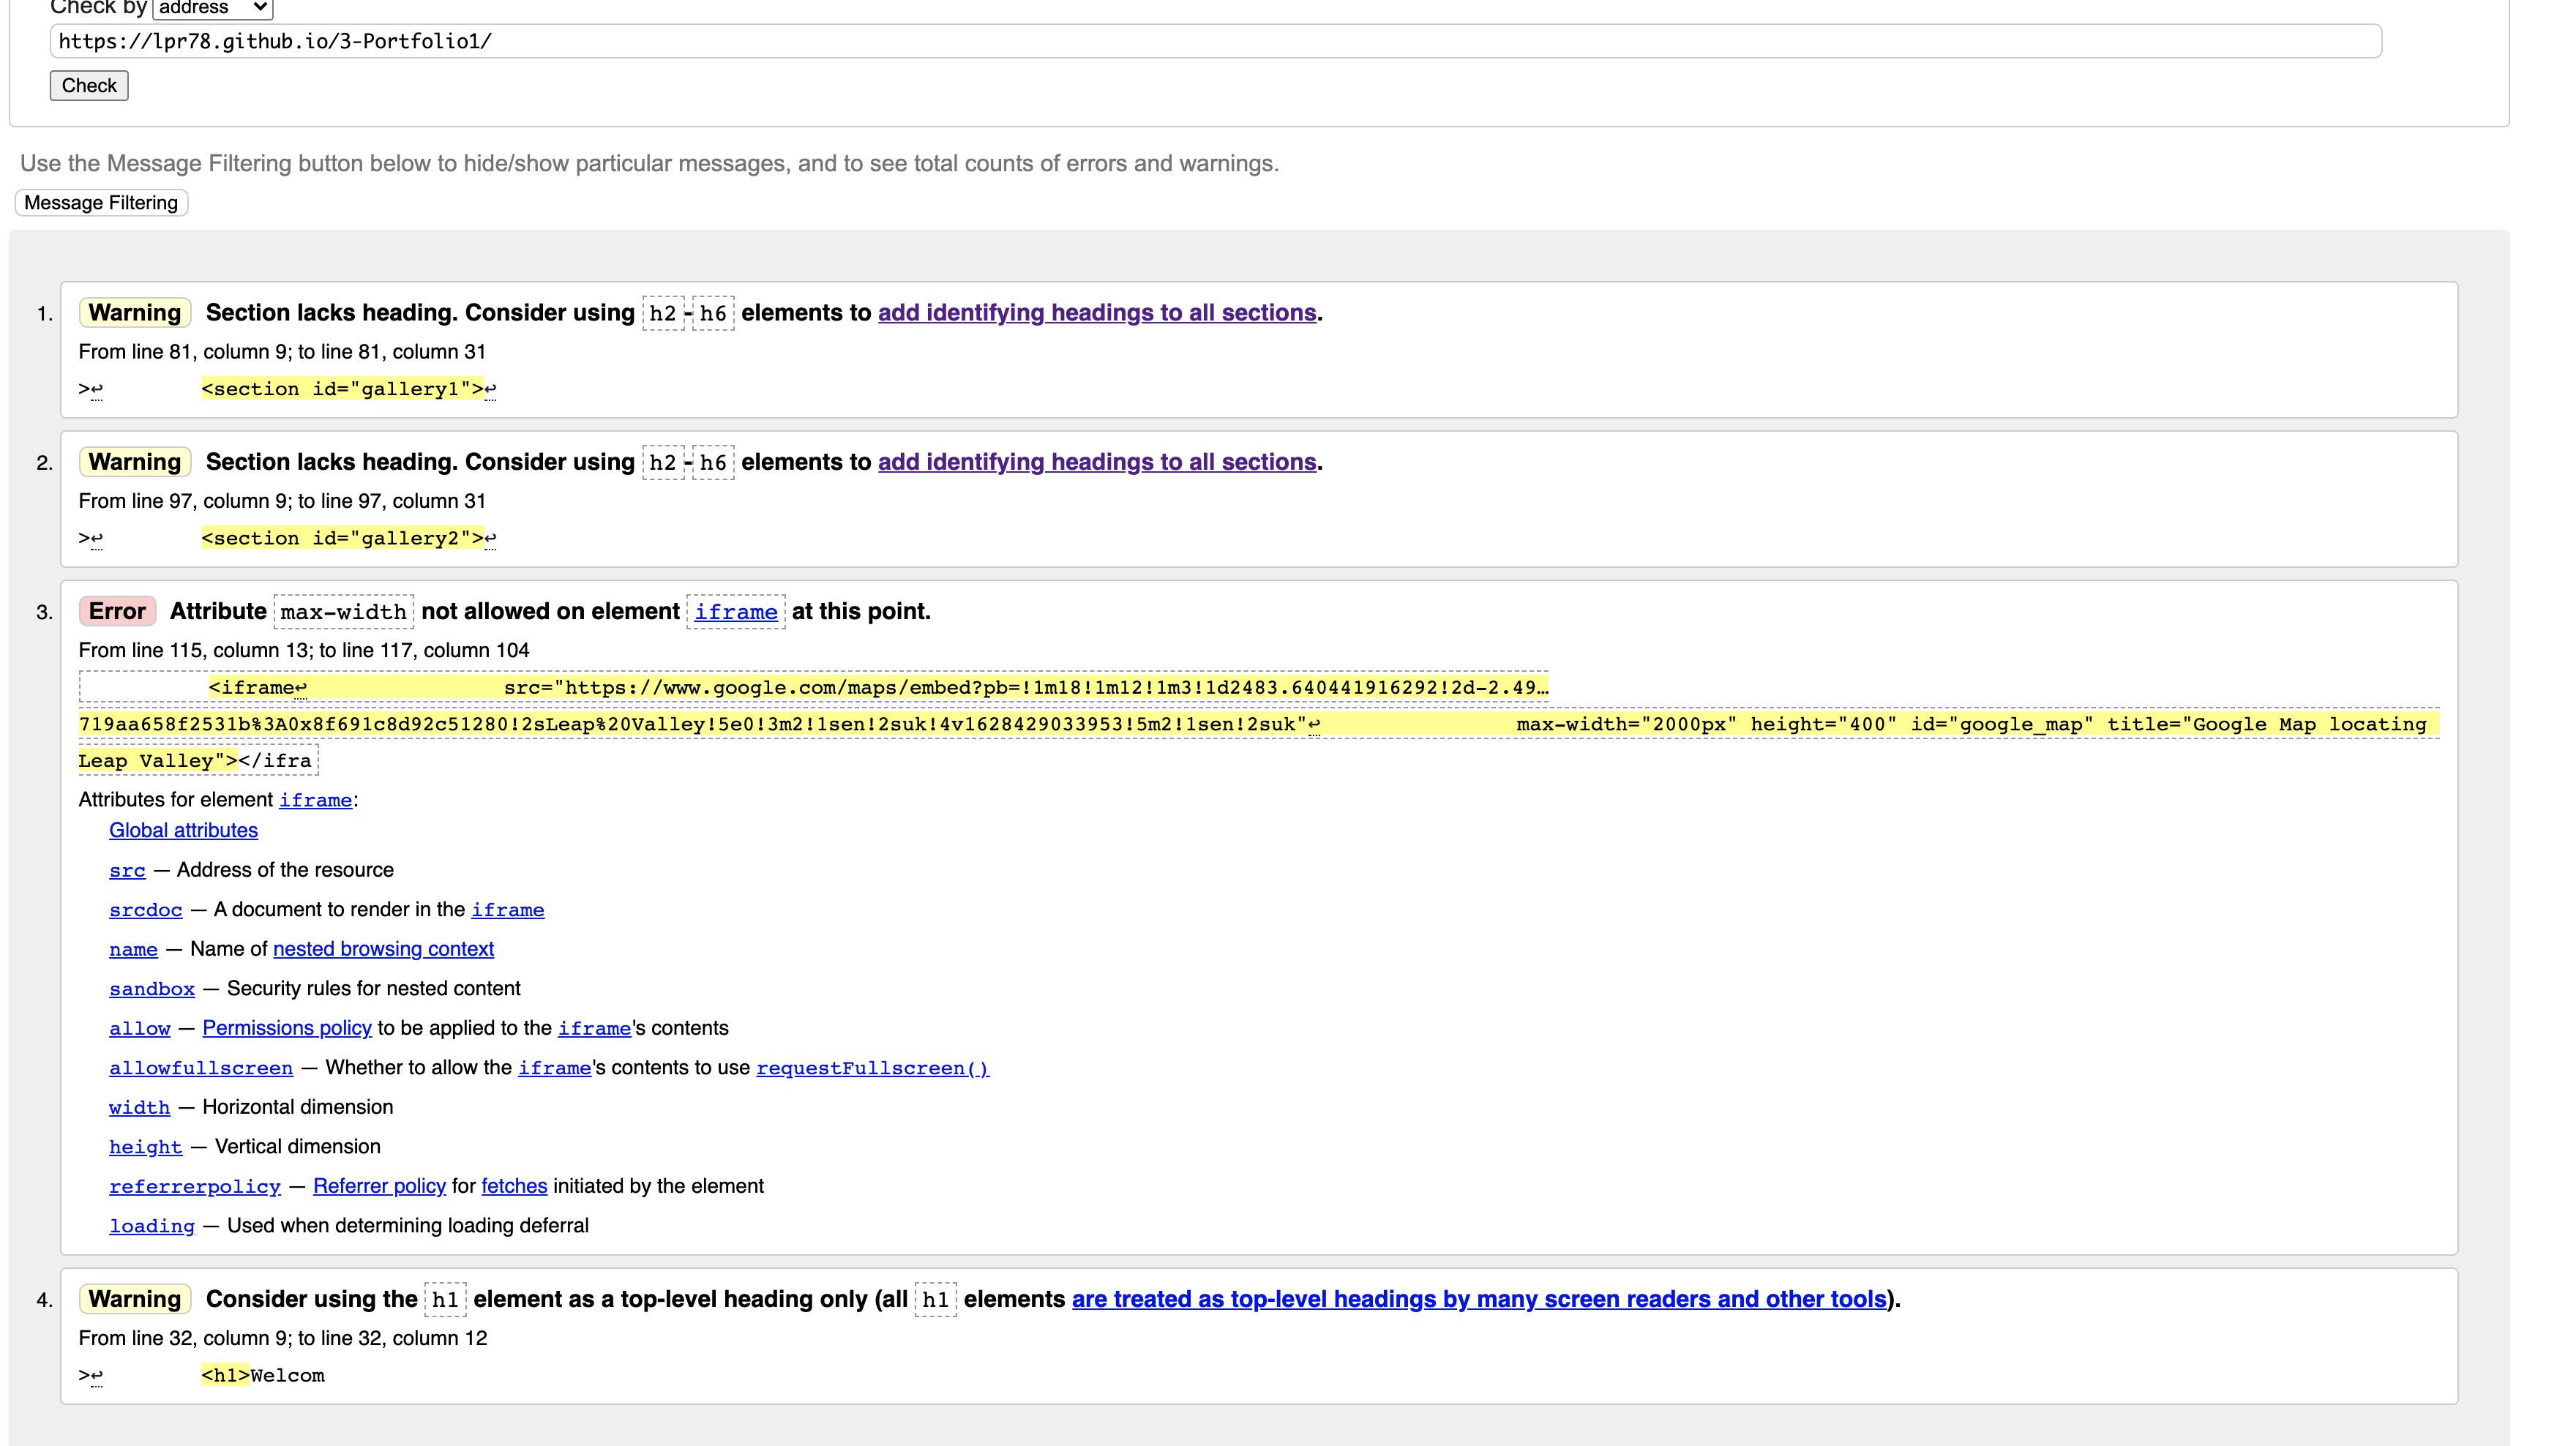 Check by address
https://lpr78.github.io/3-Portfolio1/
Check
Use the Message Filtering button below to hide/show particular messages, and to see total counts of errors and warnings.
Message Filtering
1. Warning Section lacks heading. Consider using h2-h6 elements to add identifying headings to all sections.
From line 81, column 9; to line 81, column 31
>↩ <section id="gallery1">↩
2. Warning Section lacks heading. Consider using h2-h6 elements to add identifying headings to all sections.
From line 97, column 9; to line 97, column 31
>↩ <section id="gallery2">↩
3. Error Attribute max-width not allowed on element iframe at this point.
From line 115, column 13; to line 117, column 104
<iframe↩ src="https://www.google.com/maps/embed?pb=!1m18!1m12!1m3!1d2483.640441916292!2d-2.49…
719aa658f2531b%3A0x8f691c8d92c51280!2sLeap%20Valley!5e0!3m2!1sen!2suk!4v1628429033953!5m2!1sen!2suk"↩ max-width="2000px" height="400" id="google_map" title="Google Map locating
Leap Valley"></ifra
Attributes for element iframe:
Global attributes
src — Address of the resource
srcdoc — A document to render in the iframe
name — Name of nested browsing context
sandbox — Security rules for nested content
allow — Permissions policy to be applied to the iframe's contents
allowfullscreen — Whether to allow the iframe's contents to use requestFullscreen()
width — Horizontal dimension
height — Vertical dimension
referrerpolicy — Referrer policy for fetches initiated by the element
loading — Used when determining loading deferral
4. Warning Consider using the h1 element as a top-level heading only (all h1 elements are treated as top-level headings by many screen readers and other tools).
From line 32, column 9; to line 32, column 12
>↩ <h1>Welcom